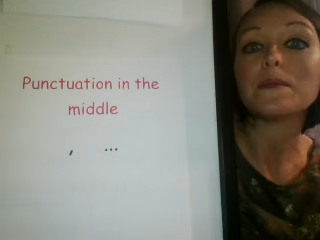 Punctuation in the
middle
, ...